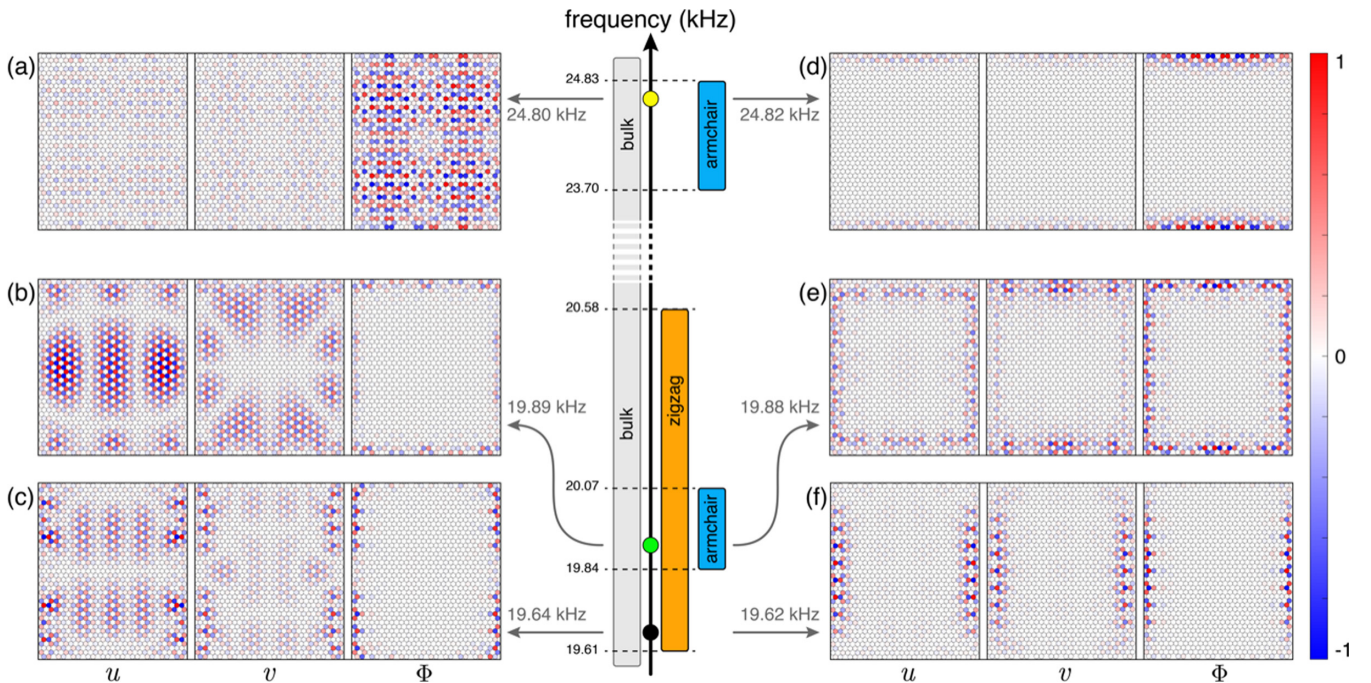 frequency (kHz)
(a)
(d)
1
24.83
24.80 kHz
24.82 kHz
bulk
armchair
23.70
(b)
(e)
20.58
0
19.89 kHz
19.88 kHz
bulk
zigzag
(c)
(f)
20.07
armchair
19.84
19.64 kHz
19.62 kHz
19.61
-1
u v Φ
u v Φ